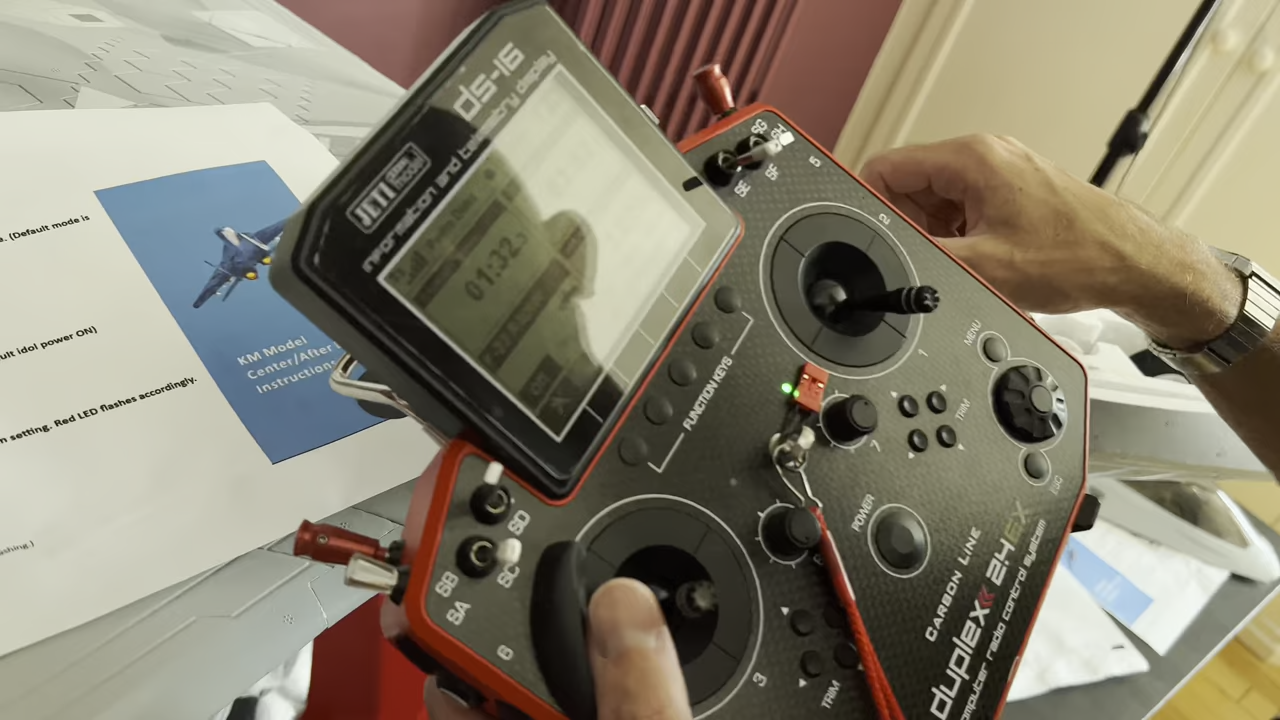 e. (Default mode is
ult idol power ON)
n setting. Red LED flashes accordingly.
ashing.)
KM Model
Center/After
Instructions
ds-16
JETI
model
information and telemetry display
01:32
FUNCTION KEYS
SG
SH
SE
SF
5
2
1
MENU
TRIM
7
ESC
POWER
SD
SC
SB
SA
6
3
TRIM
CARBON LINE
duplex 2.4EX
computer radio control system